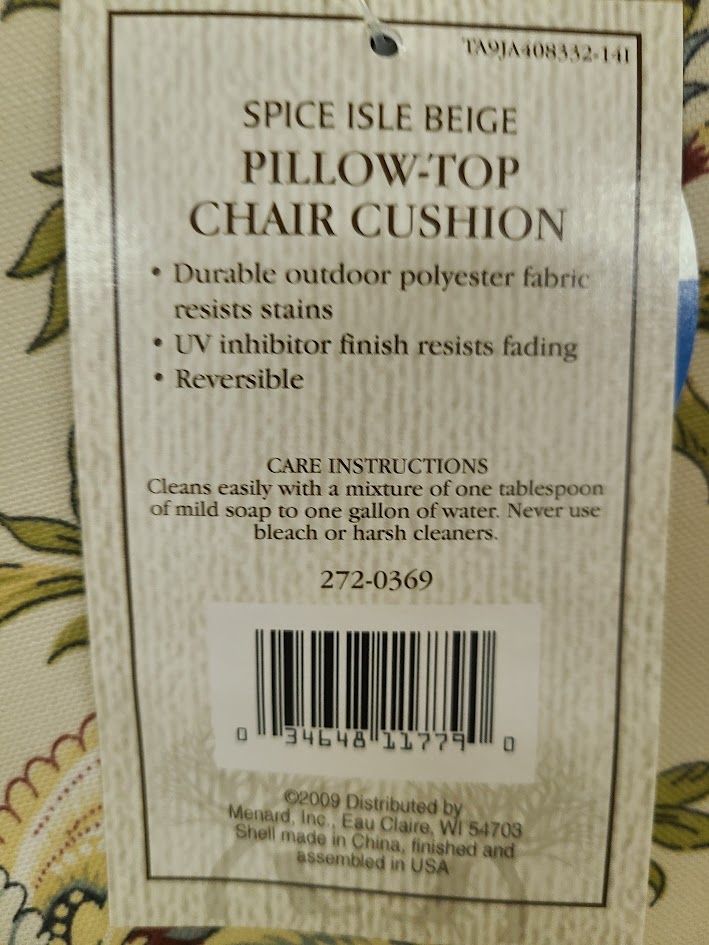 TA9JA408332-141
SPICE ISLE BEIGE
PILLOW-TOP
CHAIR CUSHION
• Durable outdoor polyester fabric
resists stains
• UV inhibitor finish resists fading
• Reversible
CARE INSTRUCTIONS
Cleans easily with a mixture of one tablespoon
of mild soap to one gallon of water. Never use
bleach or harsh cleaners.
272-0369
0 34648 11779 0
©2009 Distributed by
Menard, Inc., Eau Claire, WI 54703
Shell made in China, finished and
assembled in USA